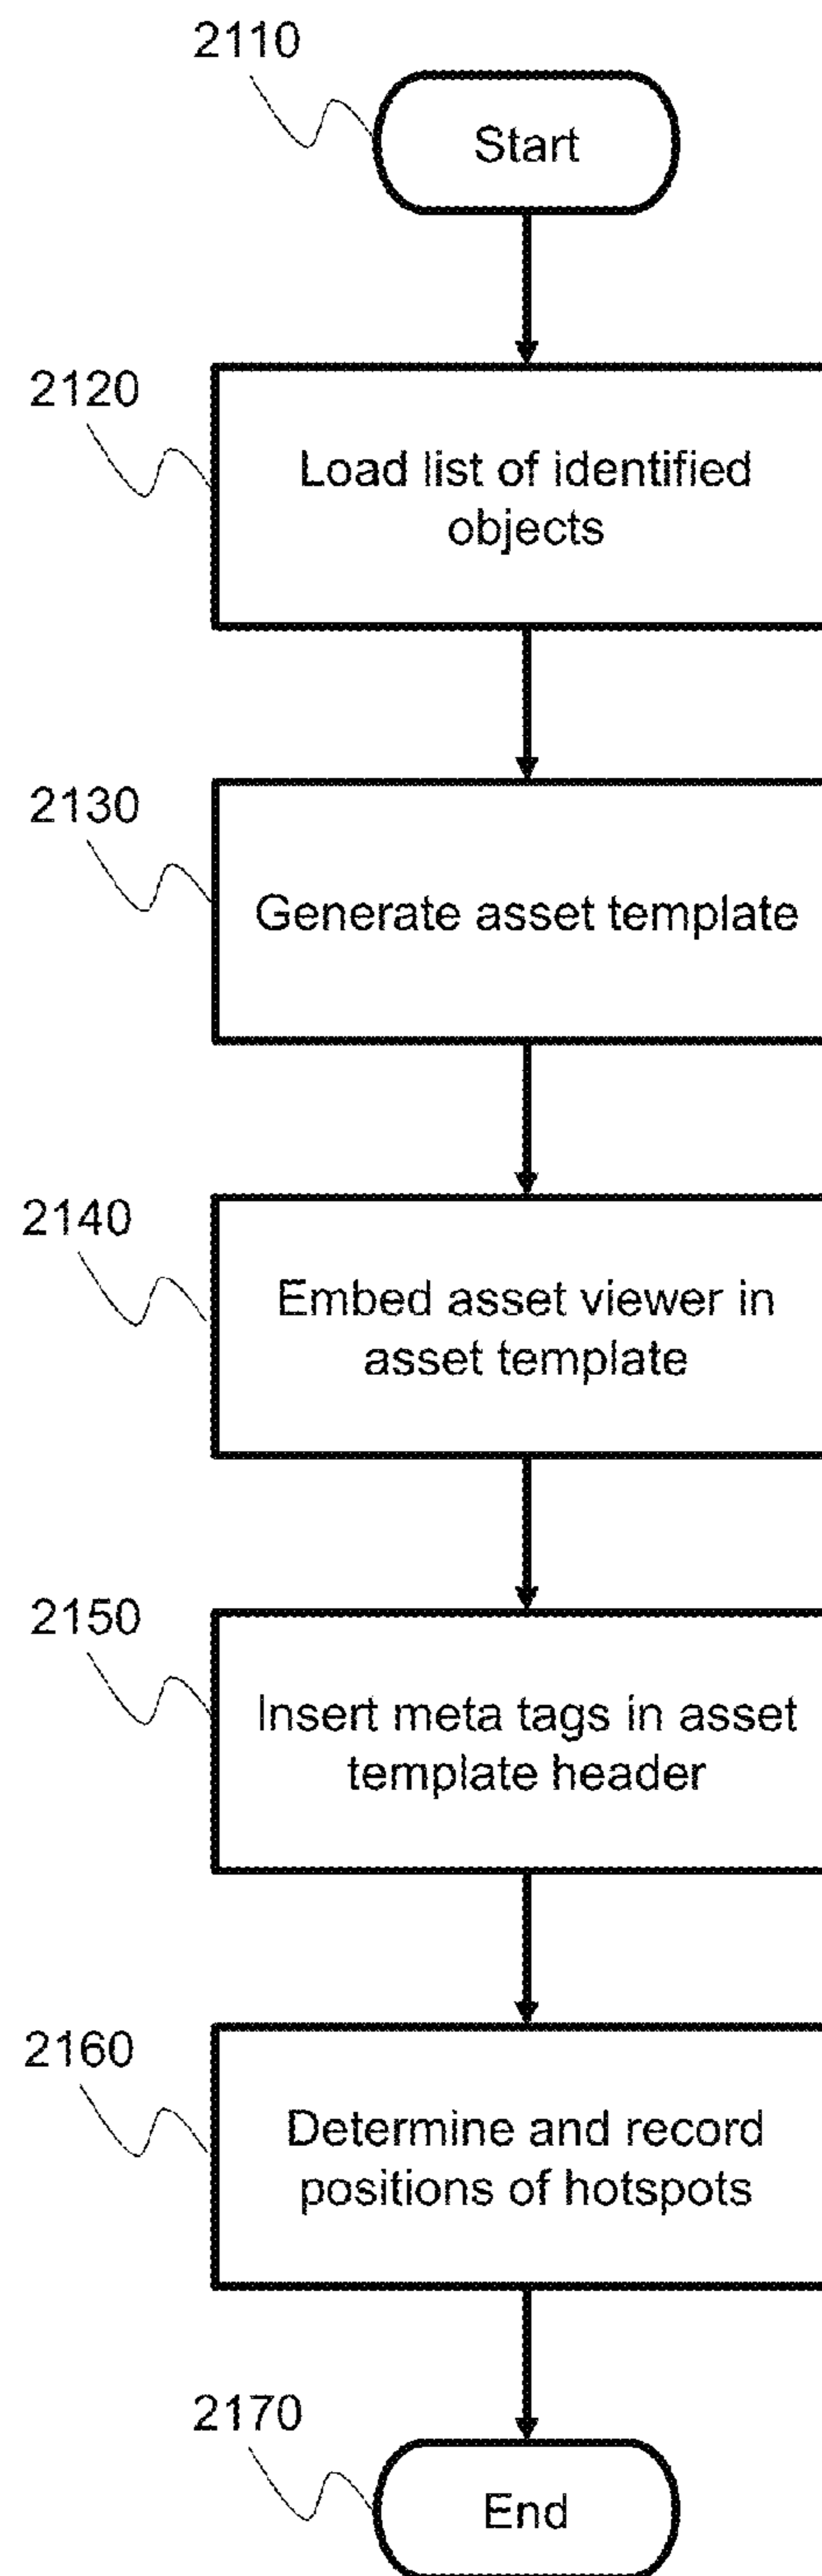 2110
Start
2120
Load list of identified
objects
2130
Generate asset template
2140
Embed asset viewer in
asset template
2150
Insert meta tags in asset
template header
2160
Determine and record
positions of hotspots
2170
End